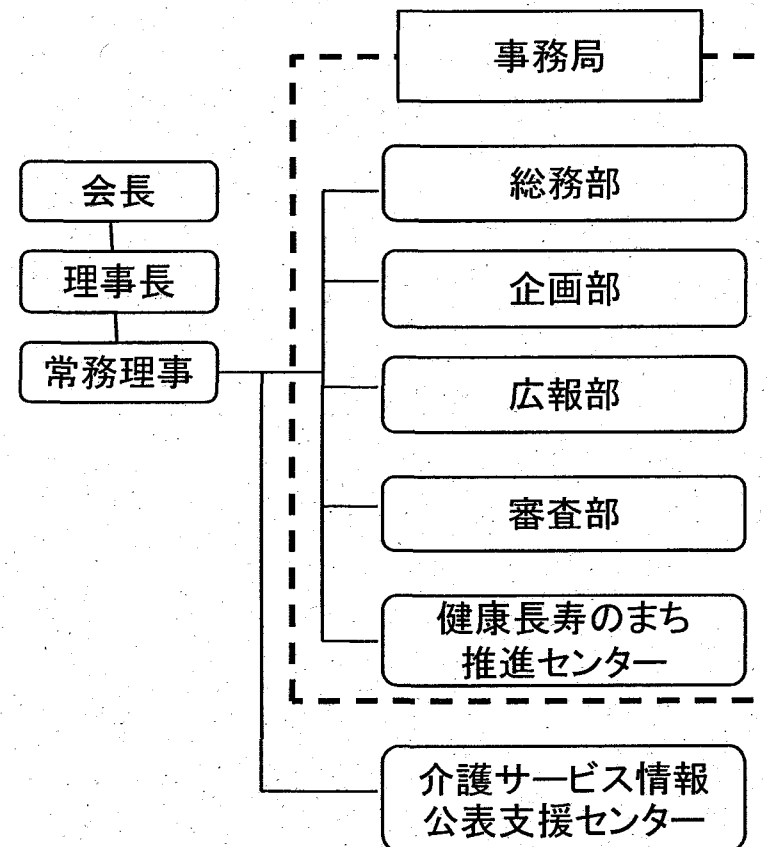 事務局
会長
理事長
常務理事
総務部
企画部
広報部
審査部
健康長寿のまち
推進センター
介護サービス情報
公表支援センター